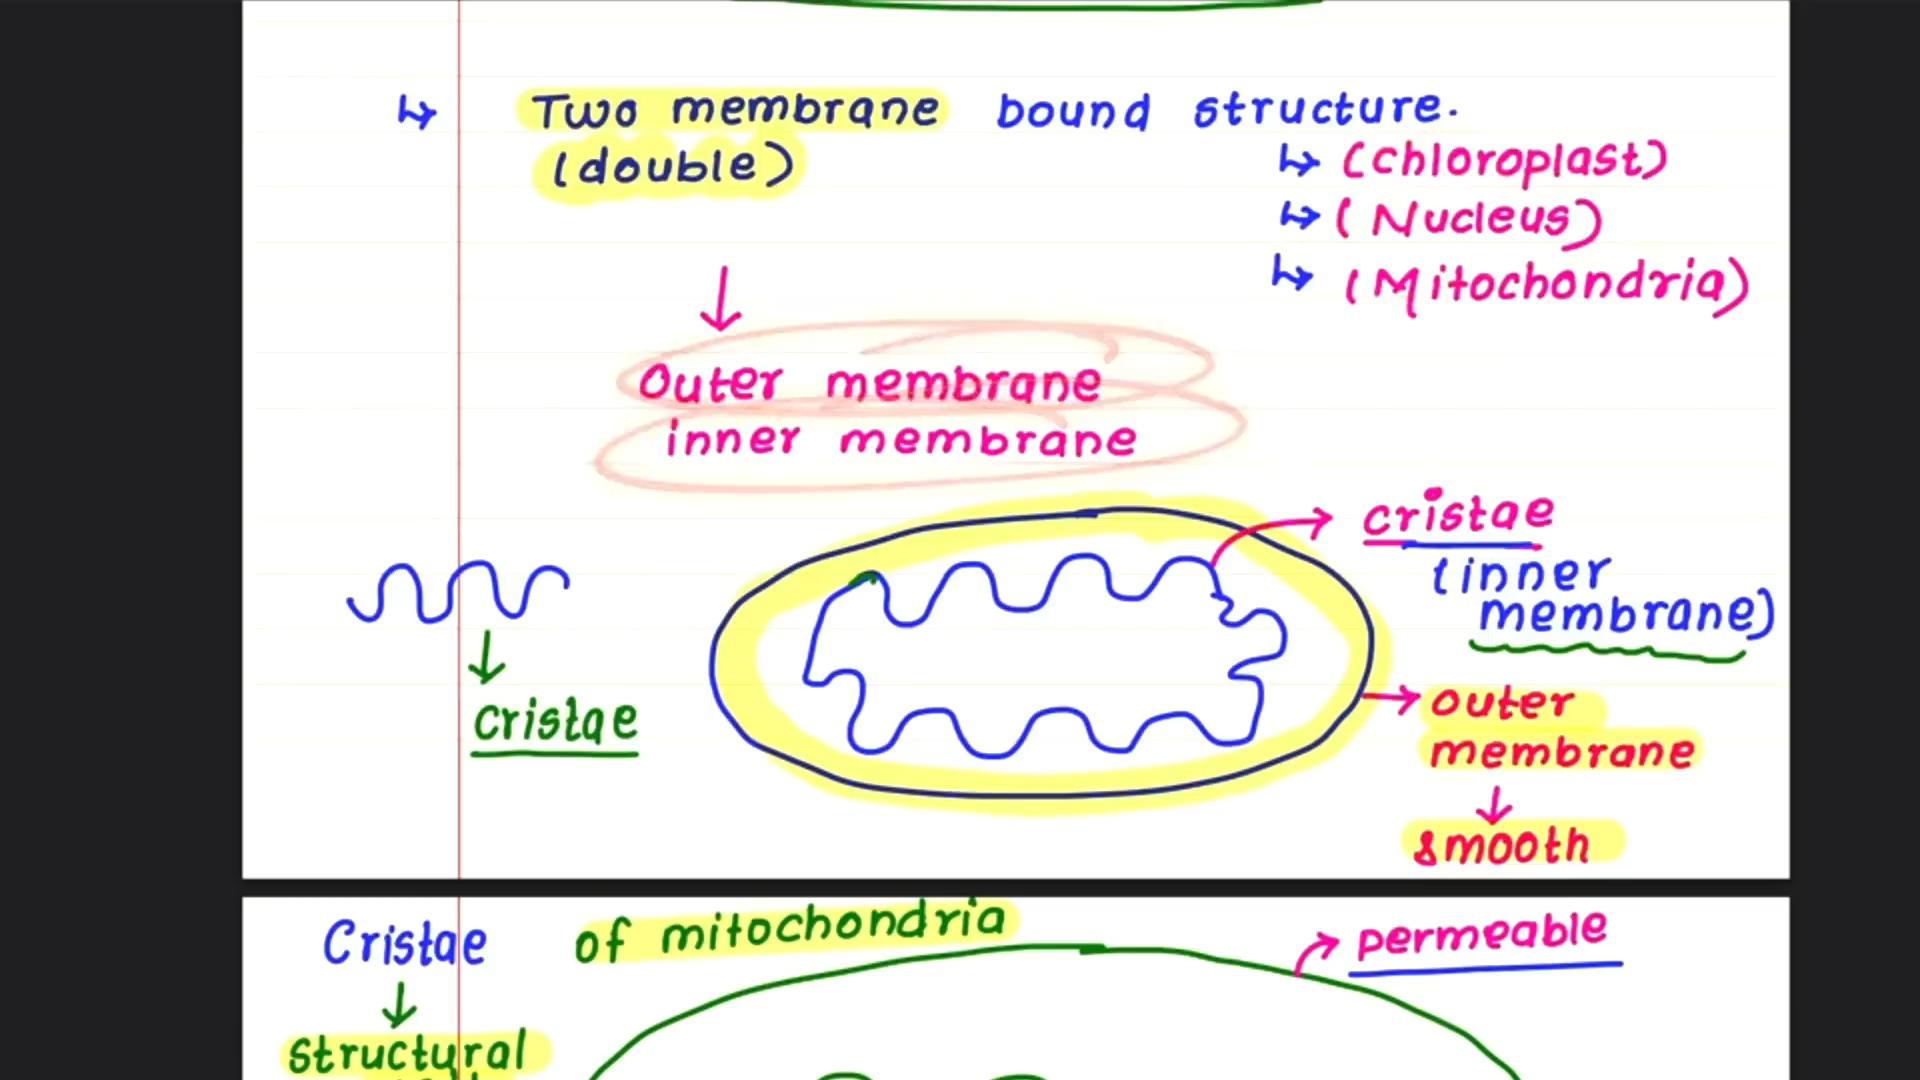 ↳ Two membrane bound structure.
(double)
↳ (chloroplast)
↳ (Nucleus)
↳ (Mitochondria)
↓
Outer membrane
inner membrane
cristae
(inner
membrane)
cristae
outer
membrane
↓
smooth
Cristae of mitochondria
permeable
↓
structural